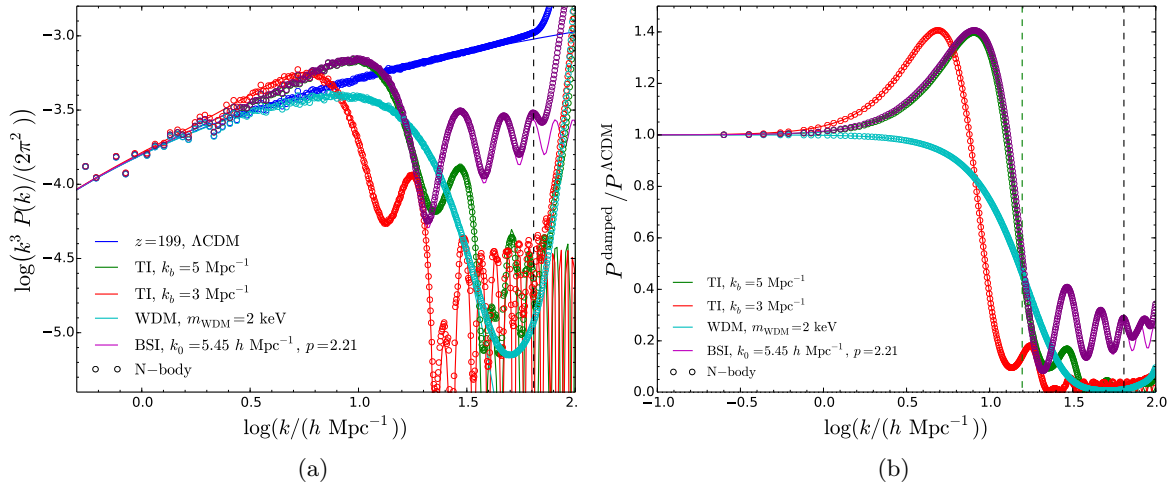 log(k³ P(k)/(2π² ))
−3.0
−3.5
−4.0
−4.5
−5.0
z=199, ΛCDM
TI, k_b=5 Mpc⁻¹
TI, k_b=3 Mpc⁻¹
WDM, m_WDM=2 keV
BSI, k₀=5.45 h Mpc⁻¹, p=2.21
N−body
0.0 0.5 1.0 1.5 2.
log(k/(h Mpc⁻¹))
(a)
P^damped/P^ΛCDM
1.4
1.2
1.0
0.8
0.6
0.4
0.2
0.0
TI, k_b=5 Mpc⁻¹
TI, k_b=3 Mpc⁻¹
WDM, m_WDM=2 keV
BSI, k₀=5.45 h Mpc⁻¹, p=2.21
N−body
−1.0 −0.5 0.0 0.5 1.0 1.5 2.0
log(k/(h Mpc⁻¹))
(b)